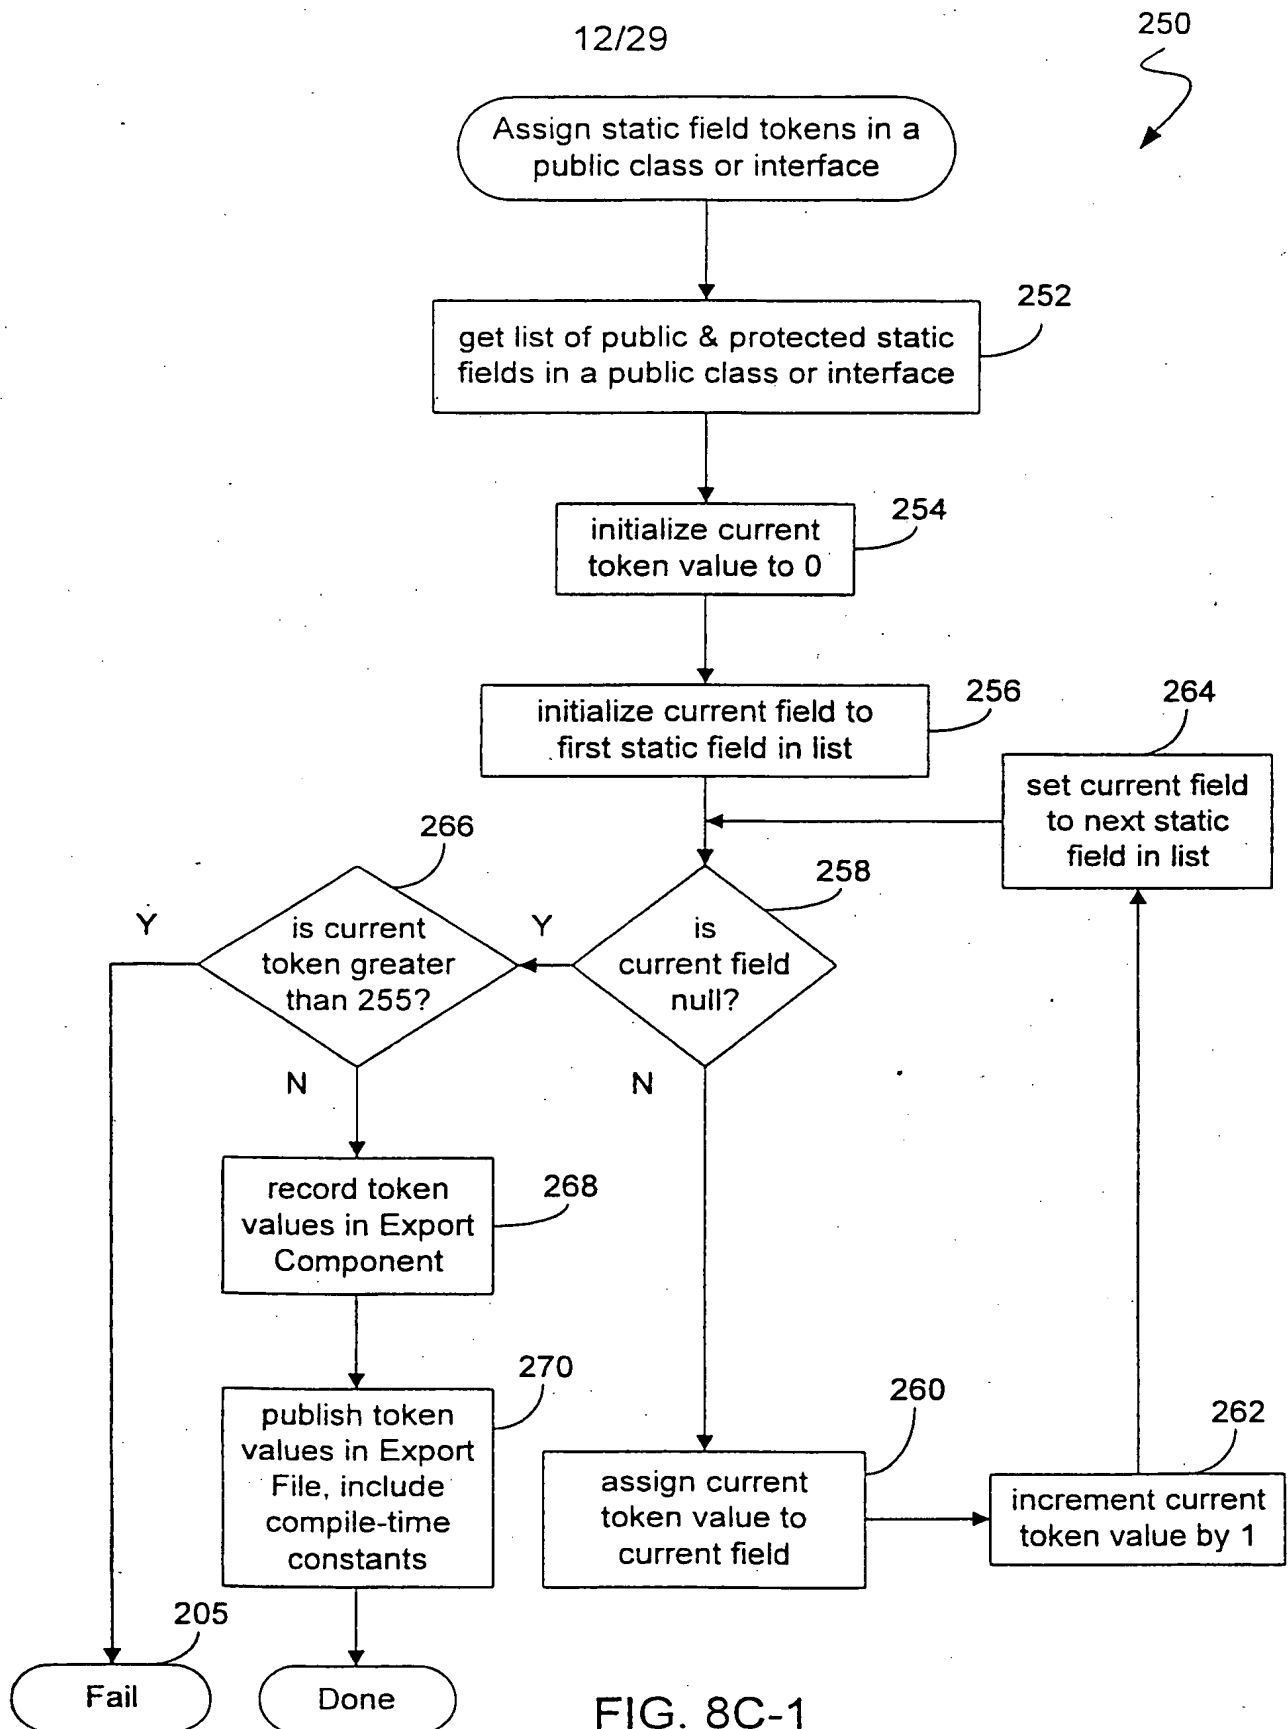 12/29
250
Assign static field tokens in a
public class or interface
252
get list of public & protected static
fields in a public class or interface
254
initialize current
token value to 0
256
initialize current field to
first static field in list
264
set current field
to next static
field in list
266
is current
token greater
than 255?
Y
Y
258
is
current field
null?
N
N
record token
values in Export
Component
268
270
publish token
values in Export
File, include
compile-time
constants
260
assign current
token value to
current field
262
increment current
token value by 1
205
Fail
Done
FIG. 8C-1